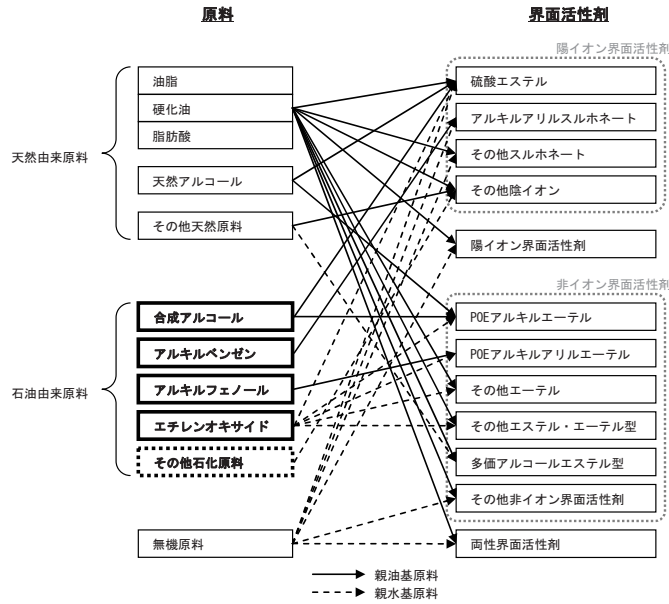 原料
界面活性剤
陽イオン界面活性剤
油脂
硬化油
脂肪酸
天然由来原料
天然アルコール
その他天然原料
硫酸エステル
アルキルアリルスルホネート
その他スルホネート
その他陰イオン
陽イオン界面活性剤
非イオン界面活性剤
合成アルコール
アルキルベンゼン
アルキルフェノール
石油由来原料
エチレンオキサイド
その他石化原料
無機原料
POEアルキルエーテル
POEアルキルアリルエーテル
その他エーテル
その他エステル・エーテル型
多価アルコールエステル型
その他非イオン界面活性剤
両性界面活性剤
親油基原料
親水基原料